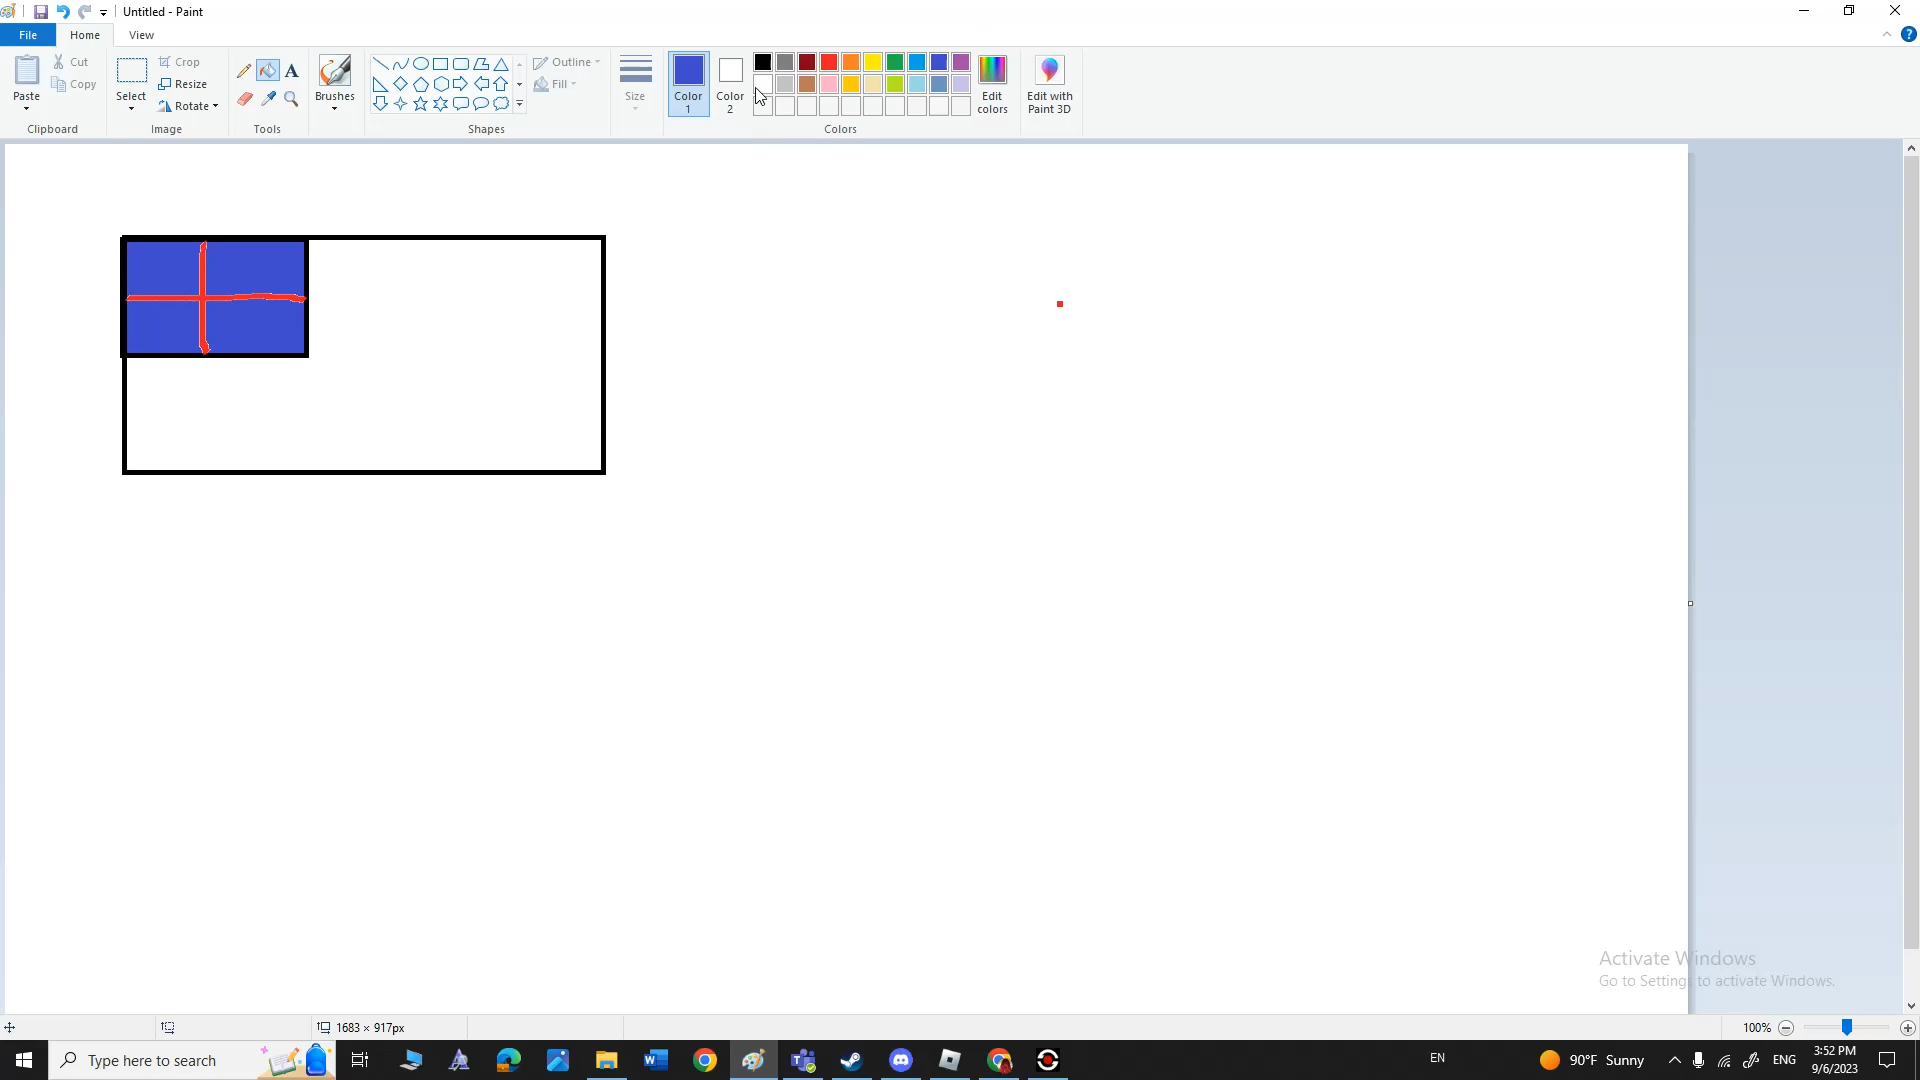 Untitled - Paint
File
Home
View
Paste
Cut
Copy
Clipboard
Select
Crop
Resize
Rotate
Image
A
Tools
Brushes
Shapes
Outline
Fill
Size
Color
1
Color
2
Colors
Edit
colors
Edit with
Paint 3D
?
Activate Windows
Go to Settings to activate Windows.
1683 × 917px
100%
Type here to search
EN
90°F Sunny
ENG
3:52 PM
9/6/2023